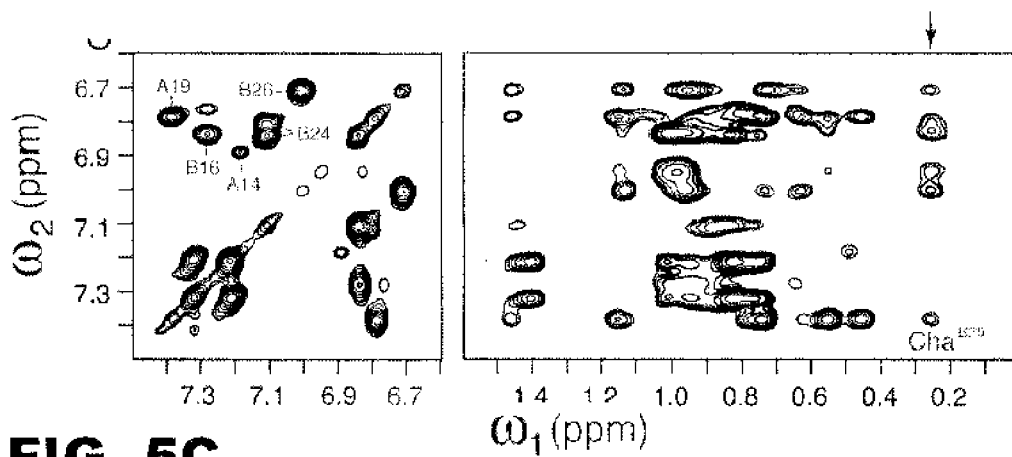 6.7
6.9
7.1
7.3
ω2 (ppm)
A19
B26
B24
B16
A14
7.3 7.1 6.9 6.7
1.4 1.2 1.0 0.8 0.6 0.4 0.2
ω1 (ppm)
FIG. 5C